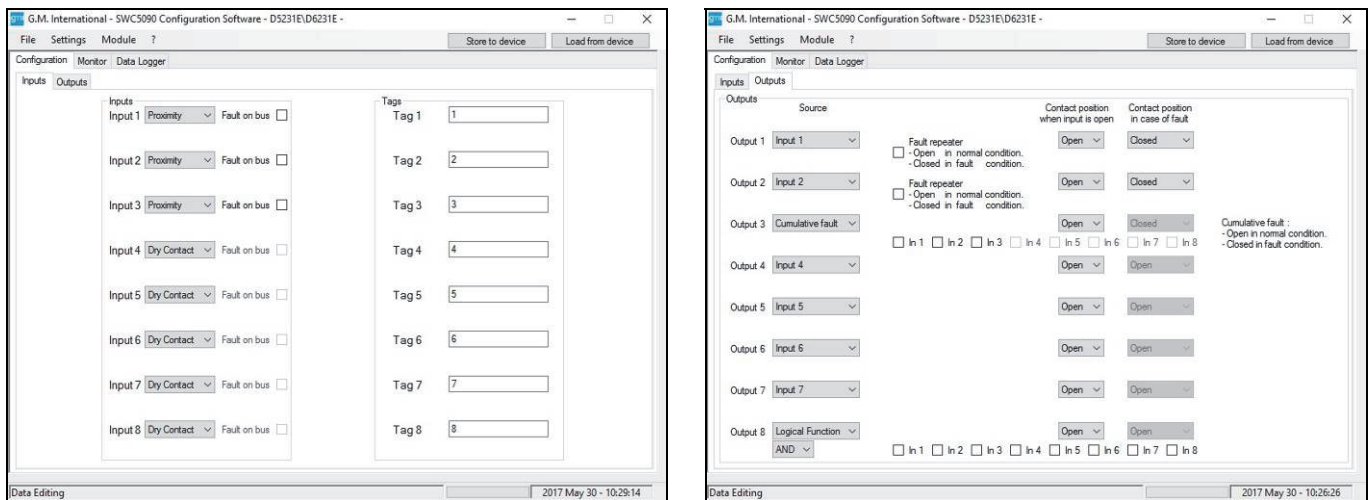 G.M. International - SWC5090 Configuration Software - D5231E\D6231E -
File Settings Module ? Store to device Load from device
Configuration Monitor Data Logger
Inputs Outputs
Inputs Tags
Input 1 Proximity Fault on bus Tag 1 1
Input 2 Proximity Fault on bus Tag 2 2
Input 3 Proximity Fault on bus Tag 3 3
Input 4 Dry Contact Fault on bus Tag 4 4
Input 5 Dry Contact Fault on bus Tag 5 5
Input 6 Dry Contact Fault on bus Tag 6 6
Input 7 Dry Contact Fault on bus Tag 7 7
Input 8 Dry Contact Fault on bus Tag 8 8
Data Editing 2017 May 30 - 10:29:14
G.M. International - SWC5090 Configuration Software - D5231E\D6231E -
File Settings Module ? Store to device Load from device
Configuration Monitor Data Logger
Inputs Outputs
Outputs
Source Contact position Contact position
when input is open in case of fault
Output 1 Input 1 Fault repeater Open Closed
- Open in normal condition.
- Closed in fault condition.
Output 2 Input 2 Fault repeater Open Closed
- Open in normal condition.
- Closed in fault condition.
Output 3 Cumulative fault Open Closed Cumulative fault :
- Open in normal condition.
In 1 In 2 In 3 In 4 In 5 In 6 In 7 In 8 - Closed in fault condition.
Output 4 Input 4 Open Open
Output 5 Input 5 Open Open
Output 6 Input 6 Open Open
Output 7 Input 7 Open Open
Output 8 Logical Function Open Open
AND In 1 In 2 In 3 In 4 In 5 In 6 In 7 In 8
Data Editing 2017 May 30 - 10:26:26